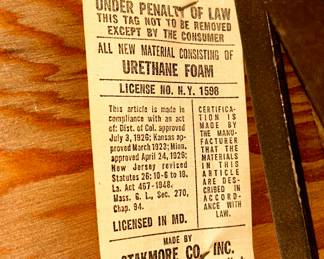 UNDER PENALTY OF LAW
THIS TAG NOT TO BE REMOVED
EXCEPT BY THE CONSUMER
ALL NEW MATERIAL CONSISTING OF
URETHANE FOAM
LICENSE NO. N.Y. 1598
This article is made in
compliance with an act
of: Dist. of Col. approved
July 3, 1926; Kansas ap-
proved March 1923; Minn.
approved April 24, 1929;
New Jersey revised
Statutes 26:10-6 to 18.
La. Act 467-1948.
Mass. G. L., Sec. 270,
Chap. 94.
LICENSED IN MD.
CERTIFICA-
TION IS
MADE BY
THE MANU-
FACTURER
THAT THE
MATERIALS
IN THIS
ARTICLE
ARE DES-
CRIBED IN
ACCORD-
ANCE WITH
LAW.
MADE BY
STAKMORE CO., INC.